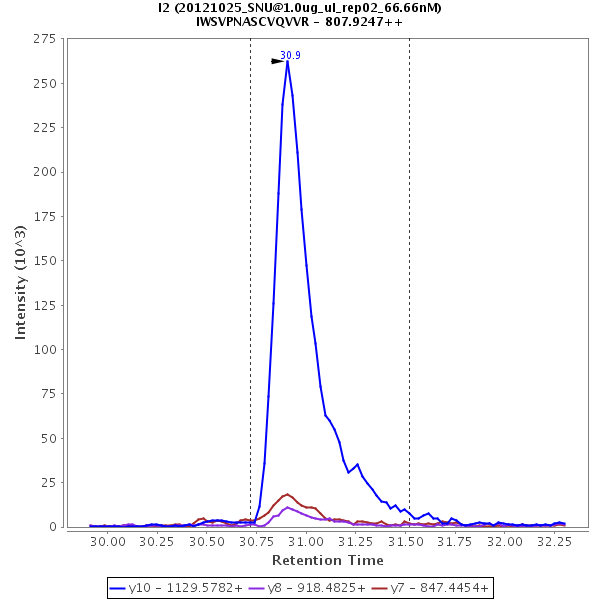 I2 (20121025_SNU@1.0ug_ul_rep02_66.66nM)
IWSVPNASCVQVVR - 807.9247++
30.9
Intensity (10^3)
275
250
225
200
175
150
125
100
75
50
25
0
30.00 30.25 30.50 30.75 31.00 31.25 31.50 31.75 32.00 32.25
Retention Time
y10 - 1129.5782+ y8 - 918.4825+ y7 - 847.4454+